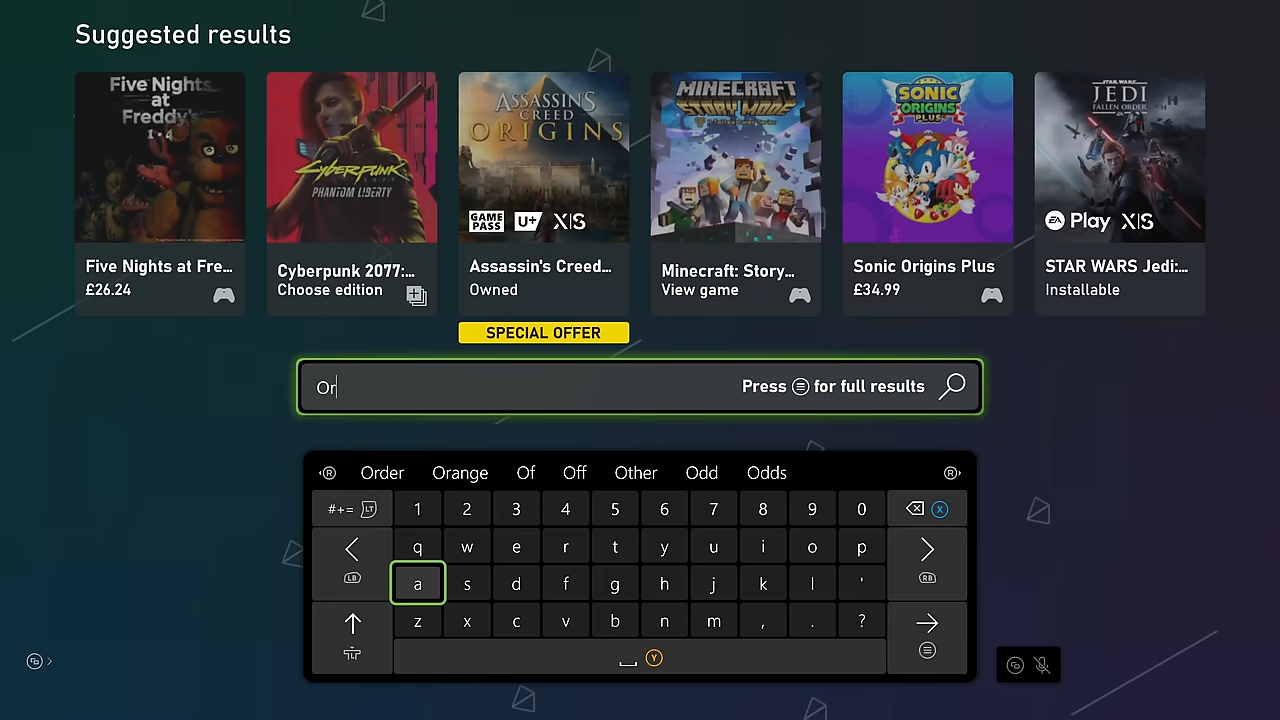 Suggested results
Five Nights
at
Freddy's
1-4
CYBERPUNK
PHANTOM LIBERTY
ASSASSIN'S
CREED
ORIGINS
GAME
PASS
U+
X|S
MINECRAFT
STORY MODE
SONIC
ORIGINS
PLUS
STAR WARS
JEDI
FALLEN ORDER
EA Play X|S
Five Nights at Fre...
£26.24
Cyberpunk 2077:...
Choose edition
Assassin's Creed...
Owned
Minecraft: Story...
View game
Sonic Origins Plus
£34.99
STAR WARS Jedi:...
Installable
SPECIAL OFFER
Or
Press ☰ for full results
R Order Orange Of Off Other Odd Odds R
#+= LT 1 2 3 4 5 6 7 8 9 0 X
q w e r t y u i o p
LB a s d f g h j k l ' RB
z x c v b n m , . ?
Y